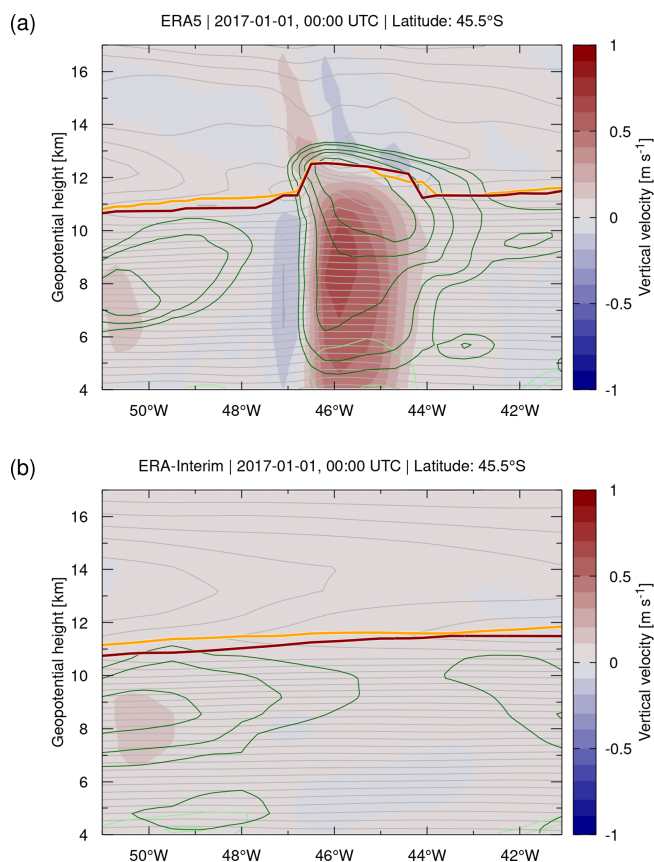 (a)
ERA5 | 2017-01-01, 00:00 UTC | Latitude: 45.5°S
Geopotential height [km]
16
14
12
10
8
6
4
50°W 48°W 46°W 44°W 42°W
1
0.5
0
-0.5
-1
Vertical velocity [m s⁻¹]
(b)
ERA-Interim | 2017-01-01, 00:00 UTC | Latitude: 45.5°S
Geopotential height [km]
16
14
12
10
8
6
4
50°W 48°W 46°W 44°W 42°W
1
0.5
0
-0.5
-1
Vertical velocity [m s⁻¹]